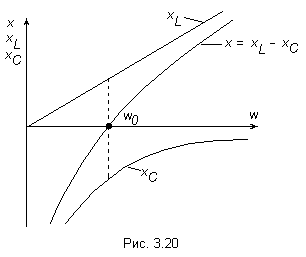 x_L
x
x_L
x_C
x = x_L - x_C
w_0
w
x_C
Рис. 3.20